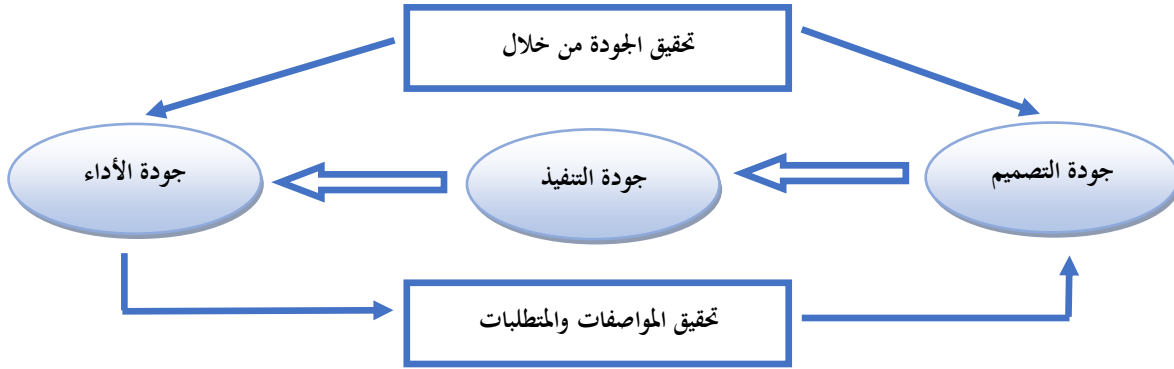 تحقيق الجودة من خلال
جودة التصميم
جودة التنفيذ
جودة الأداء
تحقيق المواصفات والمتطلبات